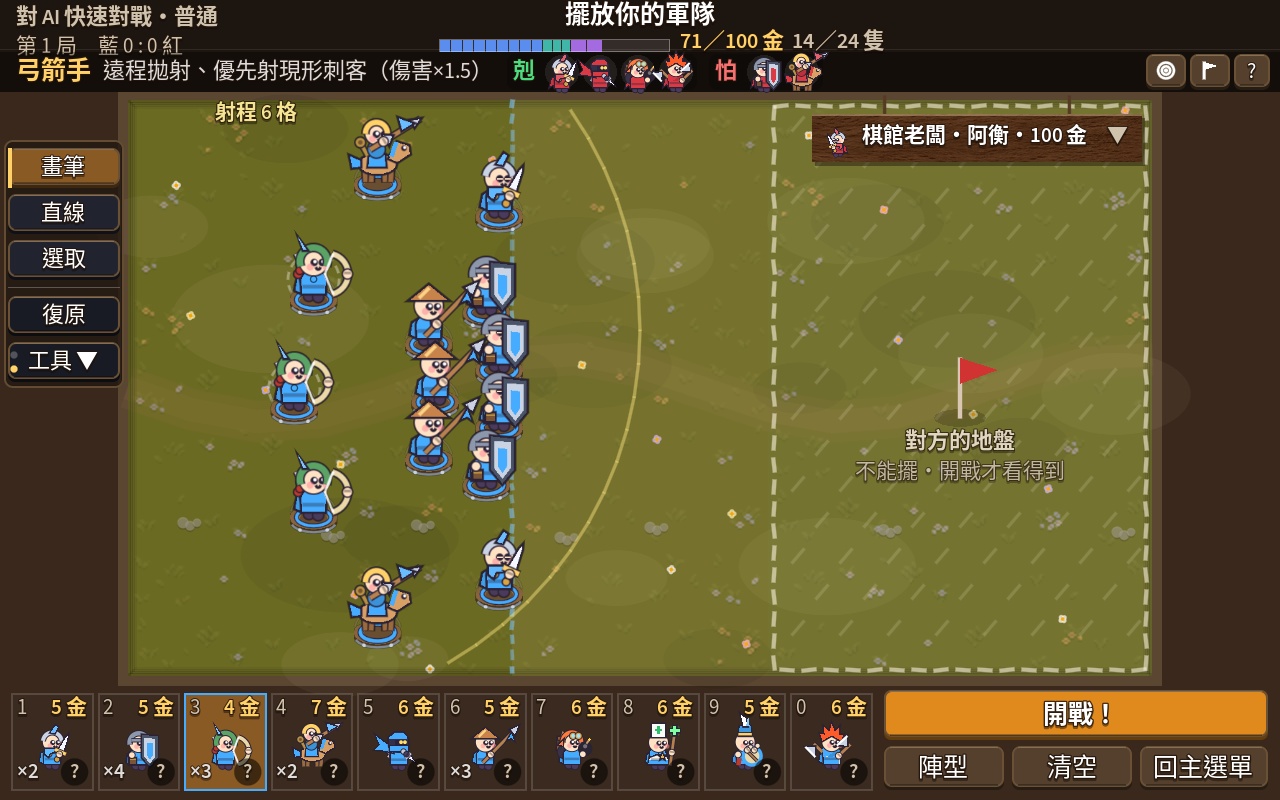 對 AI 快速對戰・普通
擺放你的軍隊
第 1 局 藍 0 : 0 紅
71／100 金 14／24 隻
弓箭手 遠程拋射、優先射現形刺客（傷害×1.5） 剋 怕
?
射程 6 格
棋館老闆・阿衡・100 金 ▼
畫筆
直線
選取
復原
工具 ▼
對方的地盤
不能擺・開戰才看得到
1 5 金 2 5 金 3 4 金 4 7 金 5 6 金 6 5 金 7 6 金 8 6 金 9 5 金 0 6 金
×2 ? ×4 ? ×3 ? ×2 ? ? ×3 ? ? ? ? ?
開戰！
陣型 清空 回主選單